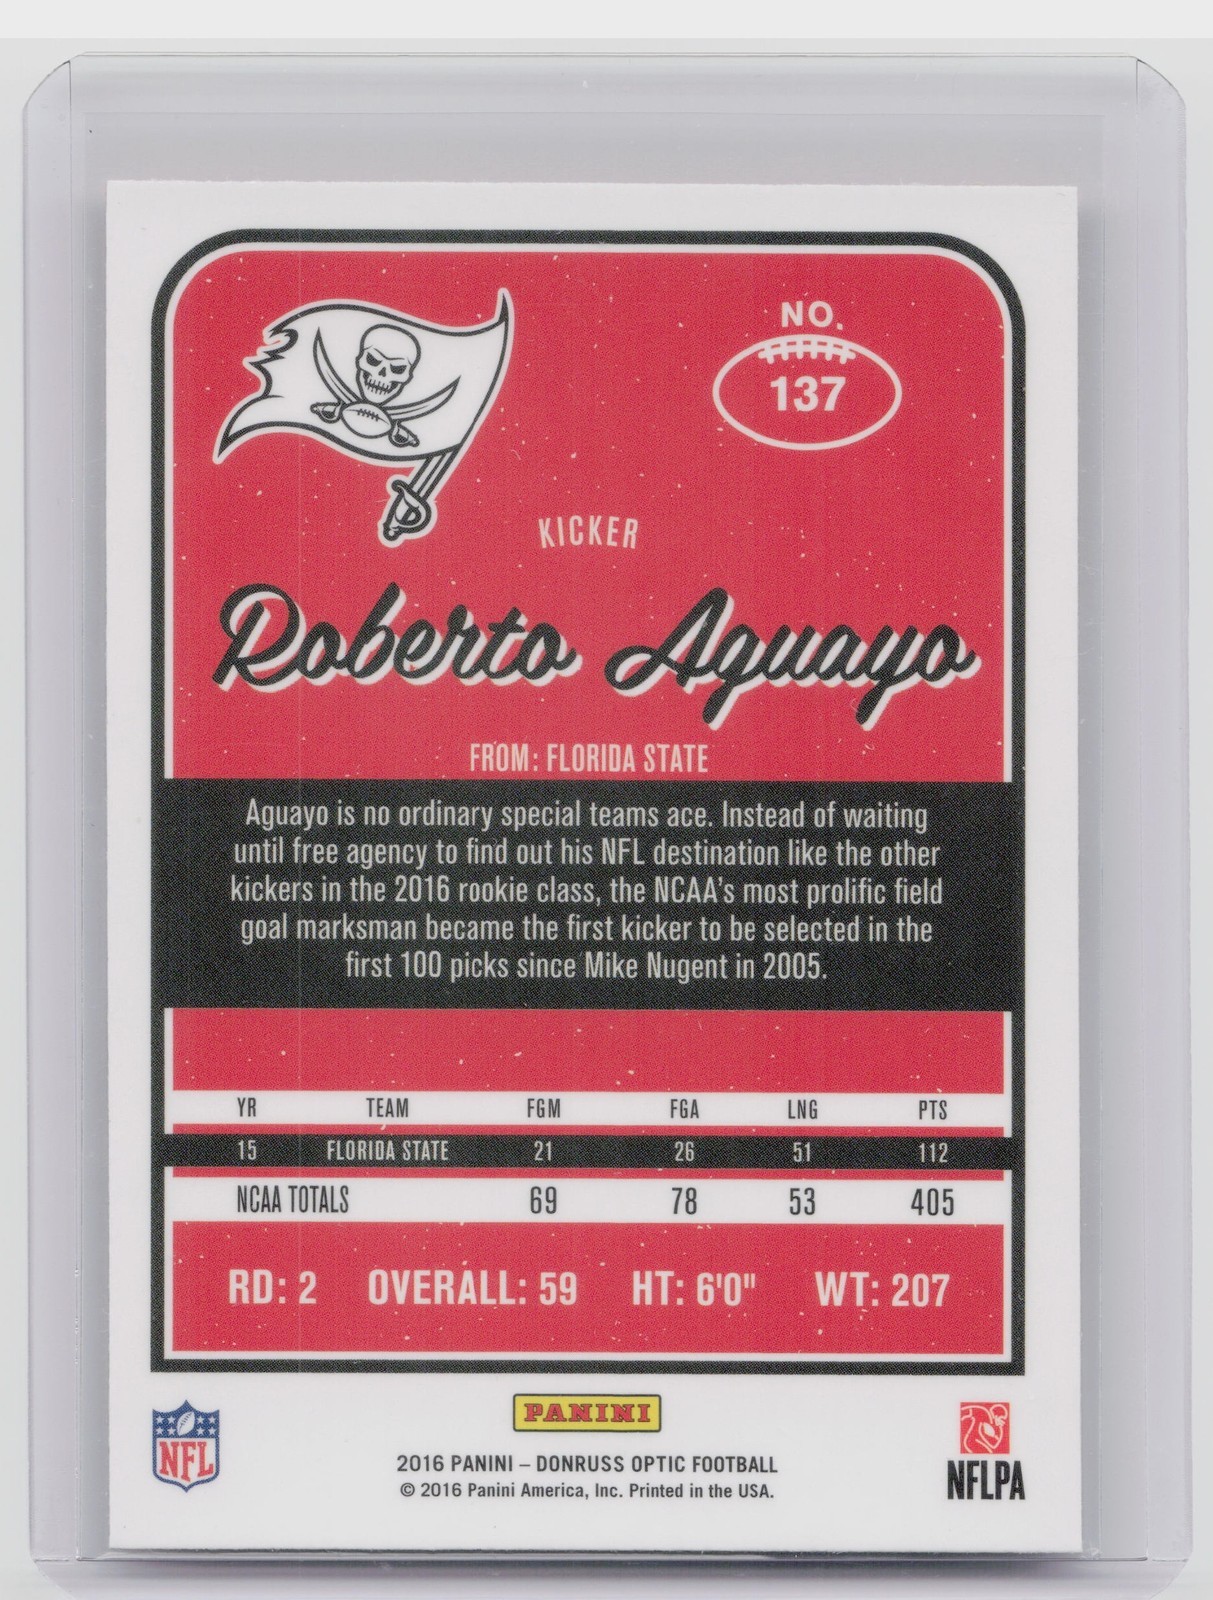 NO.
137
KICKER
Roberto Aguayo
FROM: FLORIDA STATE
Aguayo is no ordinary special teams ace. Instead of waiting
until free agency to find out his NFL destination like the other
kickers in the 2016 rookie class, the NCAA's most prolific field
goal marksman became the first kicker to be selected in the
first 100 picks since Mike Nugent in 2005.
YR TEAM FGM FGA LNG PTS
15 FLORIDA STATE 21 26 51 112
NCAA TOTALS 69 78 53 405
RD: 2 OVERALL: 59 HT: 6'0" WT: 207
NFL
PANINI
2016 PANINI – DONRUSS OPTIC FOOTBALL
© 2016 Panini America, Inc. Printed in the USA.
NFLPA